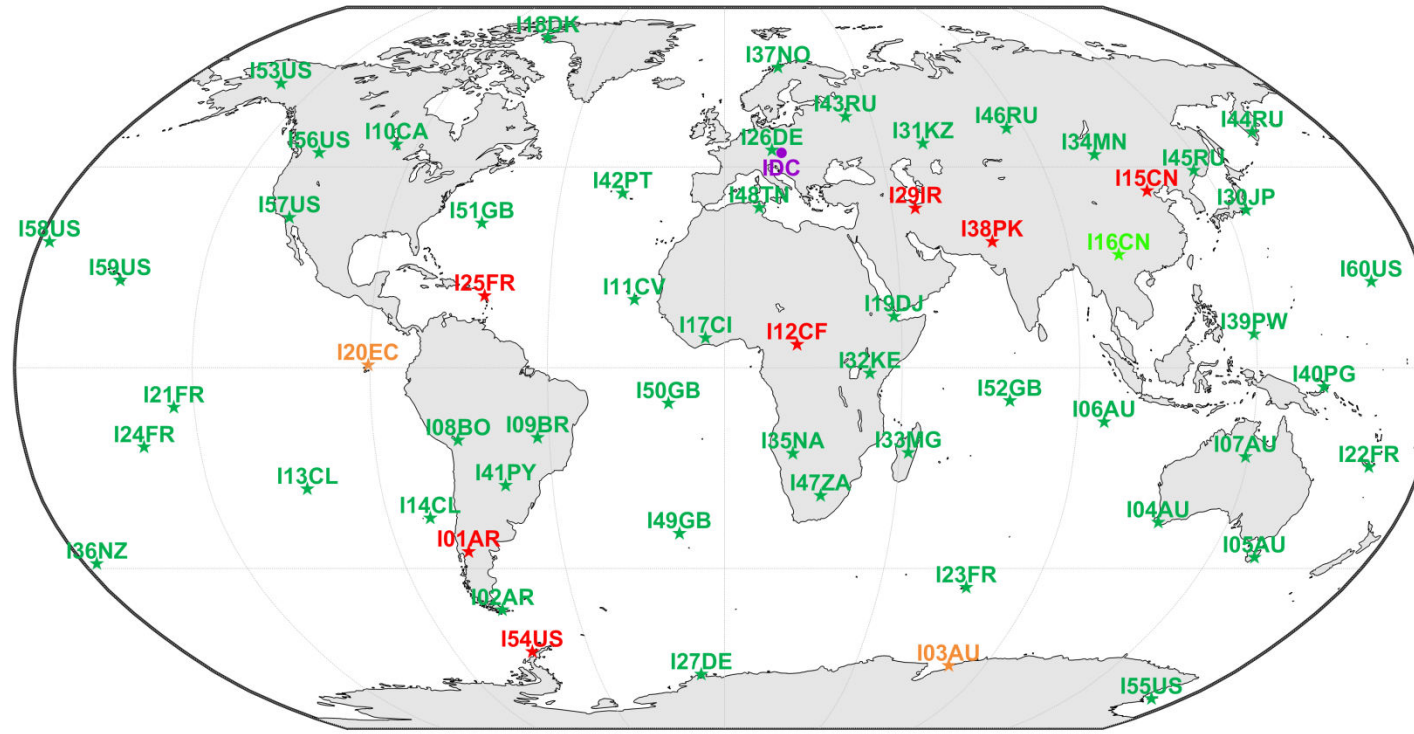 I18DK
I37NO
I53US
I43RU
I46RU
I44RU
I10CA
I31KZ
I56US
I26DE
I34MN
I45RU
IDC
I15CN
I42PT
I48TN
I29IR
I30JP
I57US
I51GB
I58US
I38PK
I16CN
I59US
I60US
I25FR
I11CV
I19DJ
I17CI
I12CF
I39PW
I20EC
I32KE
I40PG
I21FR
I50GB
I52GB
I06AU
I24FR
I08BO
I09BR
I35NA
I33MG
I07AU
I22FR
I13CL
I41PY
I47ZA
I14CL
I04AU
I49GB
I01AR
I36NZ
I05AU
I23FR
I02AR
I54US
I27DE
I03AU
I55US